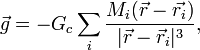 \vec{g} = -G_c \sum_i \frac{M_i(\vec{r} - \vec{r_i})}{|\vec{r} - \vec{r}_i|^3},